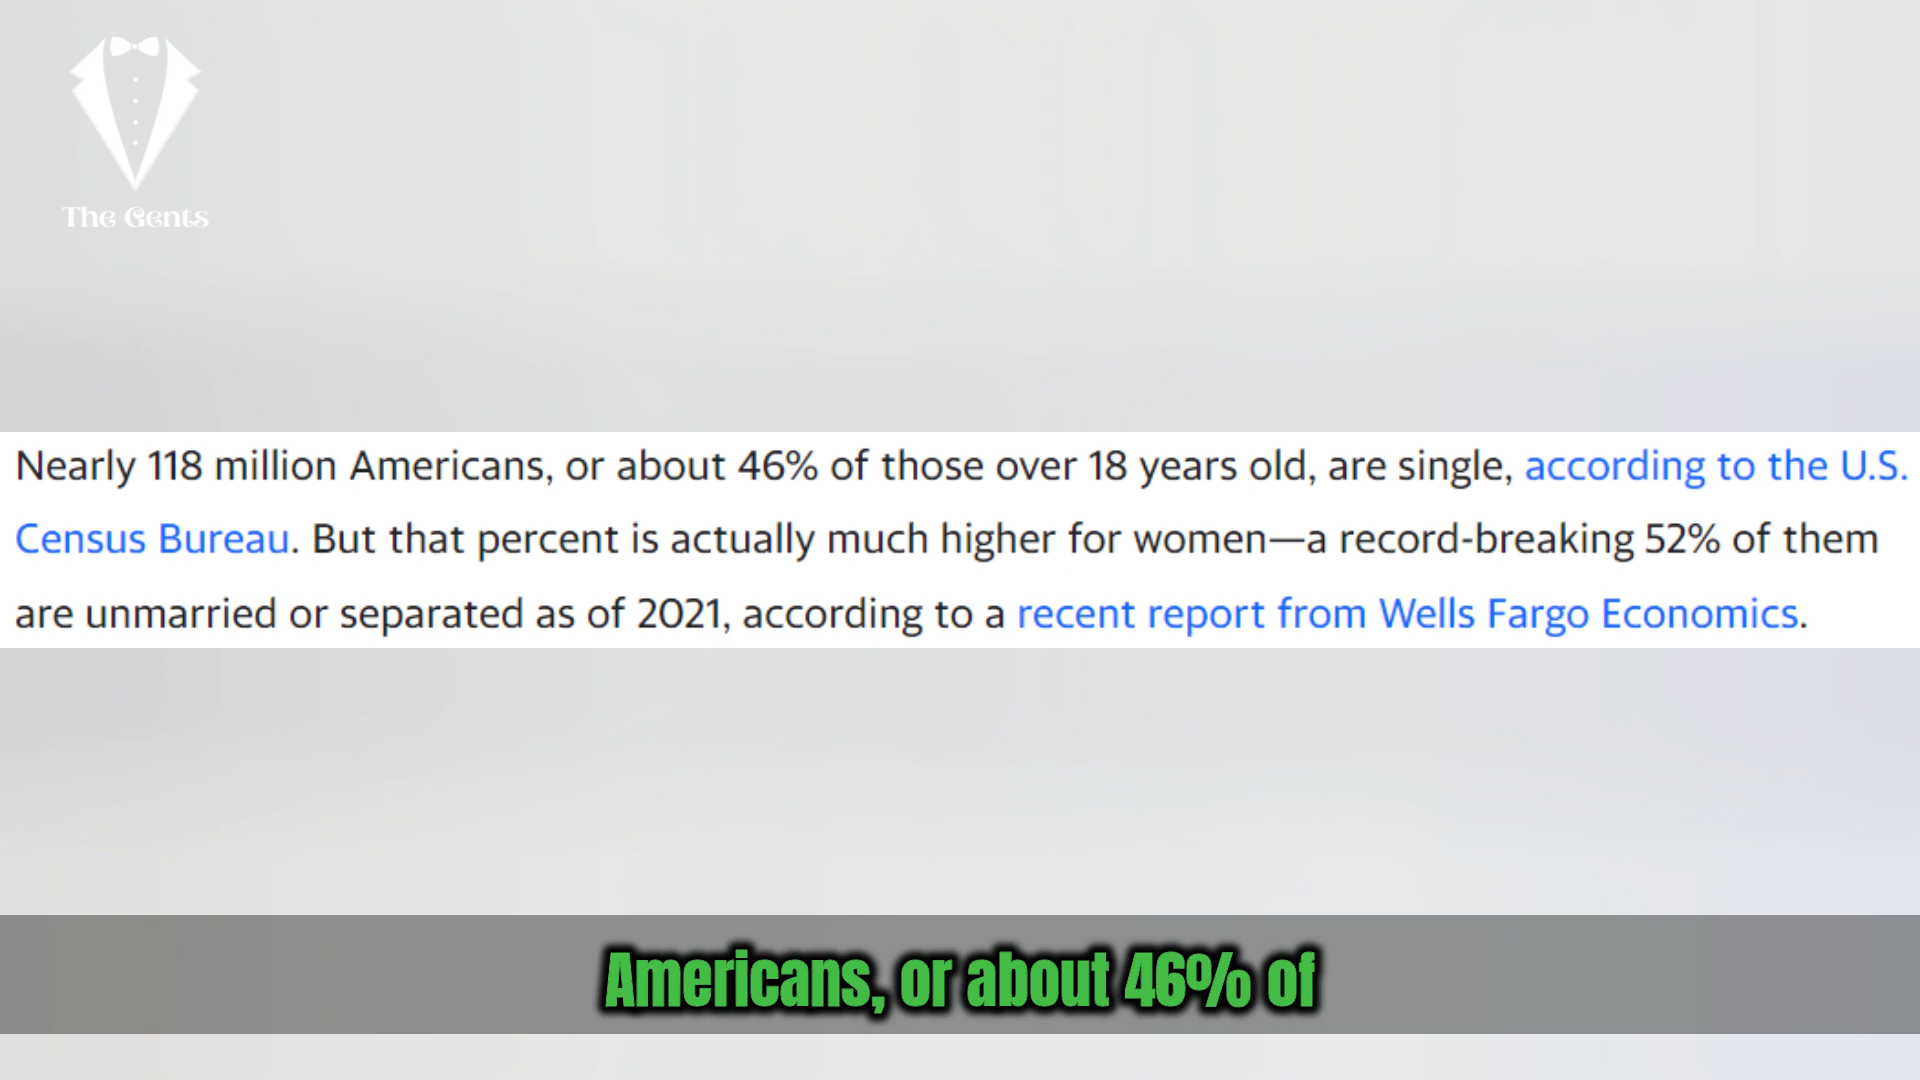 The Gents
Nearly 118 million Americans, or about 46% of those over 18 years old, are single, according to the U.S.
Census Bureau. But that percent is actually much higher for women—a record-breaking 52% of them
are unmarried or separated as of 2021, according to a recent report from Wells Fargo Economics.
Americans, or about 46% of